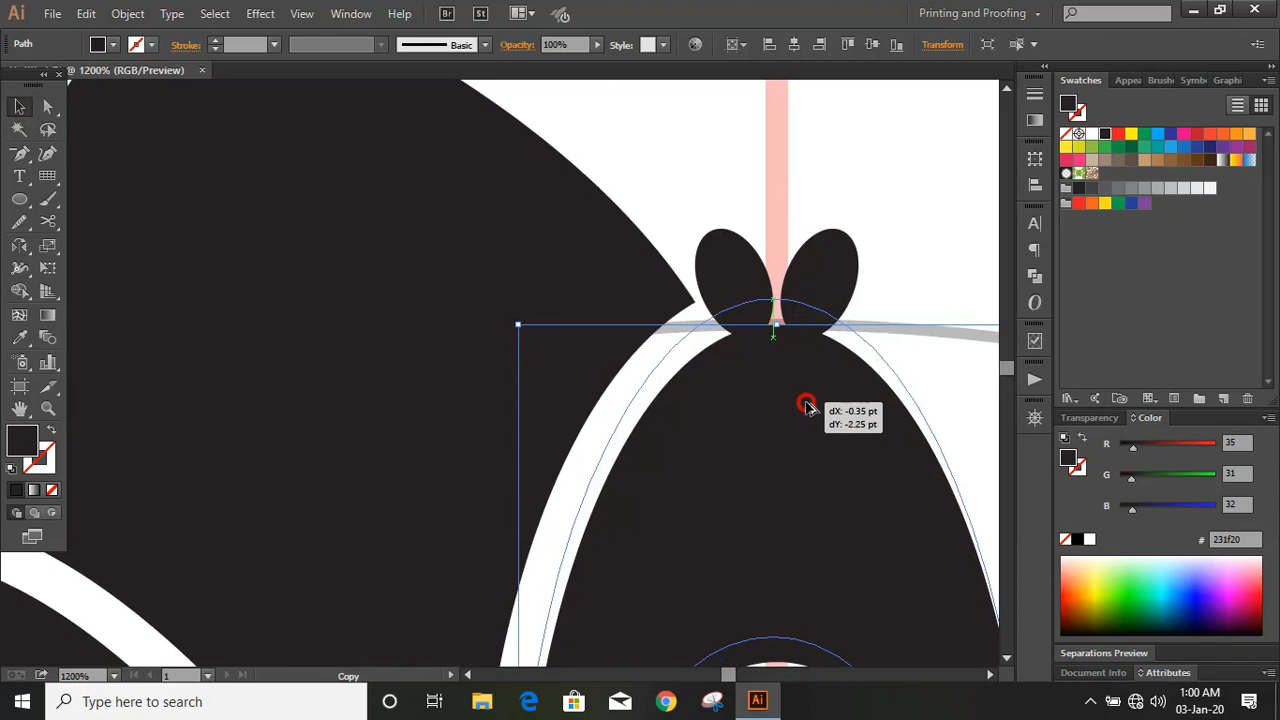 Ai File Edit Object Type Select Effect View Window Help Br St Printing and Proofing
Path Stroke: Basic Opacity: 100% Style: Transform
@ 1200% (RGB/Preview) ×
Swatches Appea Brush Symb Graphi
dX: -0.35 pt
dY: -2.25 pt
Transparency Color
R 35
G 31
B 32
# 231f20
Separations Preview
Document Info Attributes
1200% 1 Copy
Type here to search
Ai
1:00 AM
03-Jan-20